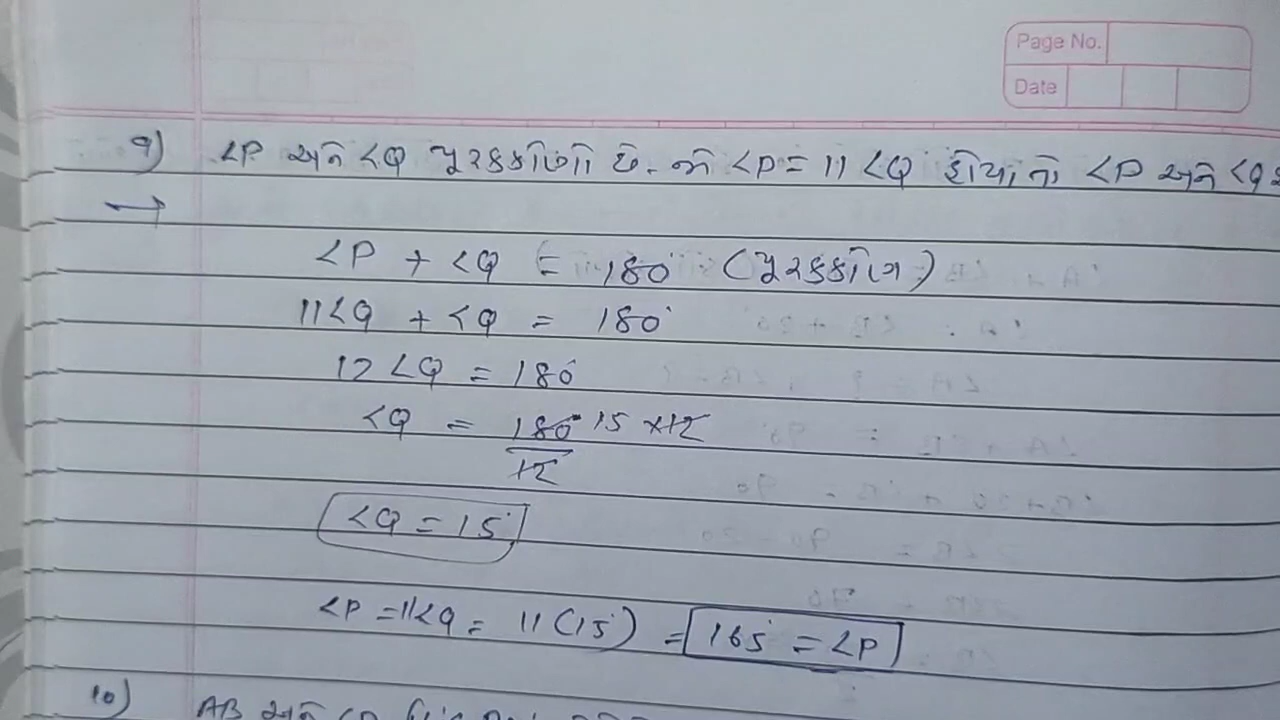 Page No.
Date
9) <P અને <Q પુરકકોણો છે. જો <P = 11 <Q હોય તો <P અને <Q
→
<P + <Q = 180° (પુરકકોણ)
11<Q + <Q = 180°
12 <Q = 180°
<Q = 180° 15 × 12
12
<Q = 15°
<P = 11<Q = 11 (15°) = 165° = <P
10) AB અને